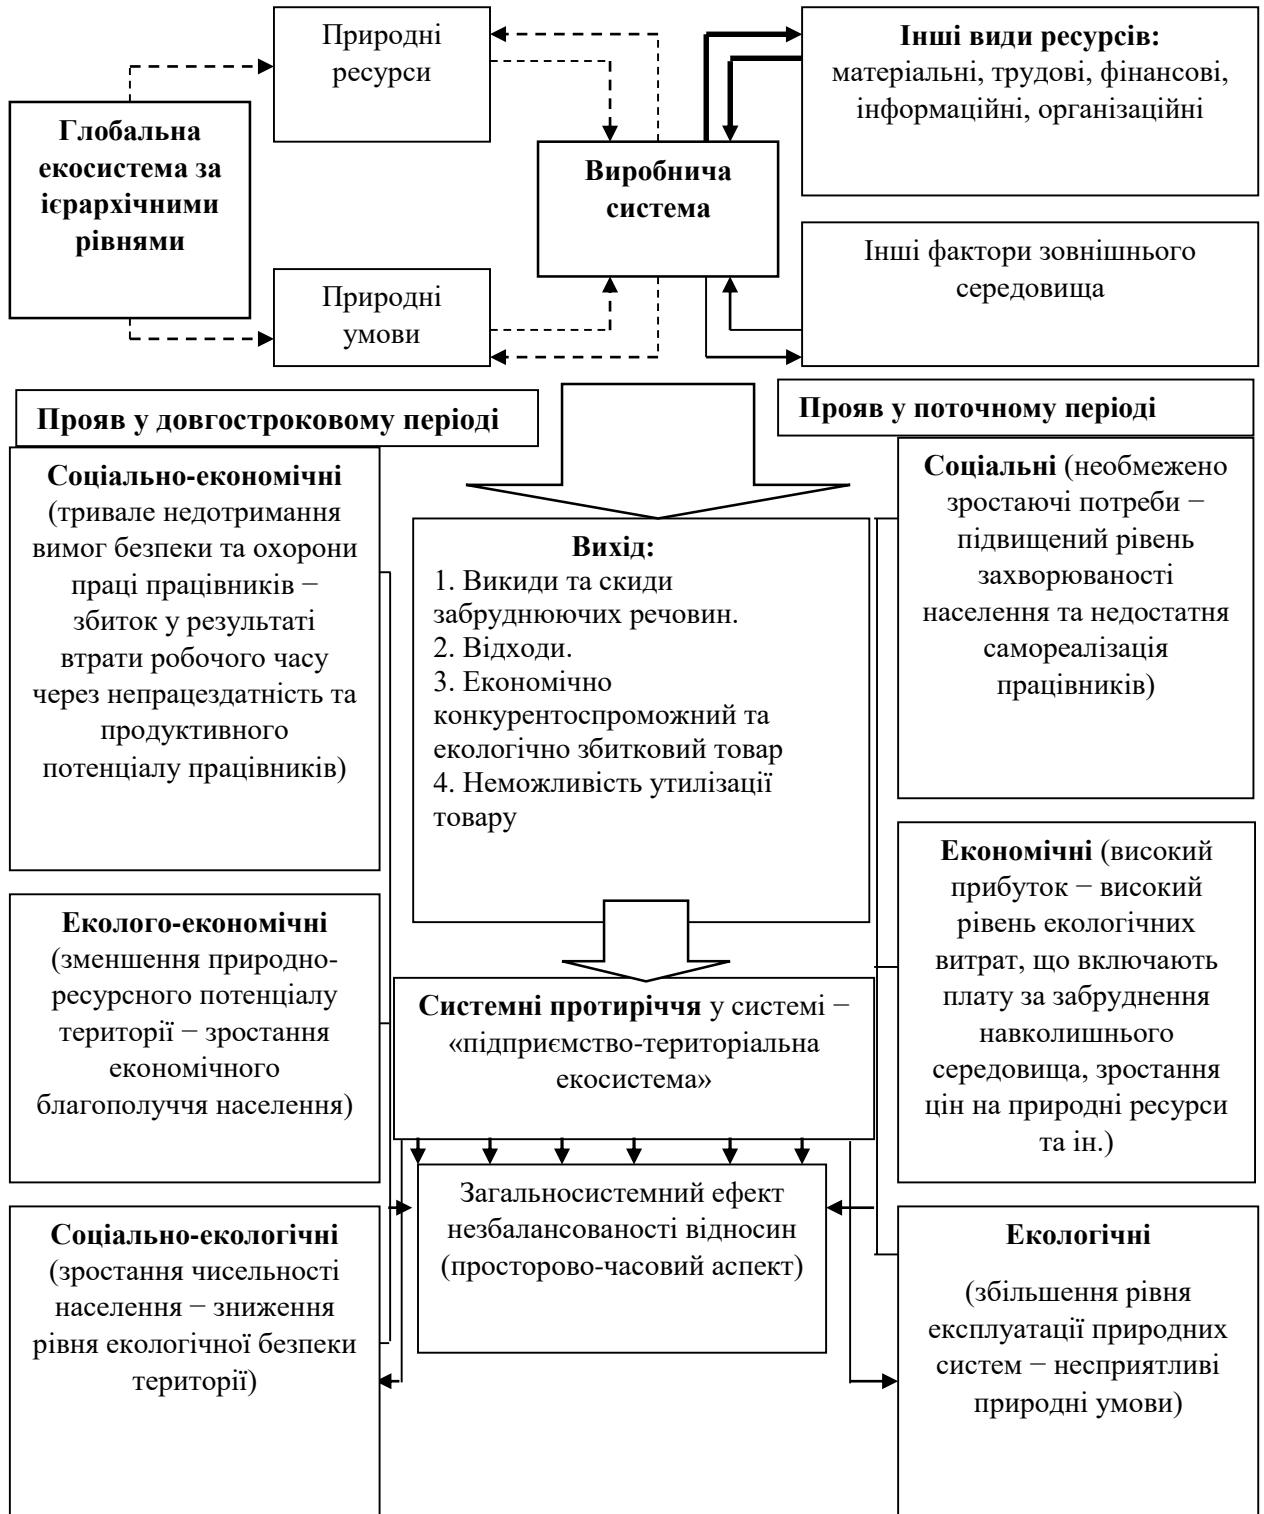 Природні
ресурси
Інші види ресурсів:
матеріальні, трудові, фінансові,
інформаційні, організаційні
Глобальна
екосистема за
ієрархічними
рівнями
Виробнича
система
Природні
умови
Інші фактори зовнішнього
середовища
Прояв у довгостроковому періоді
Прояв у поточному періоді
Соціально-економічні
(тривале недотримання
вимог безпеки та охорони
праці працівників −
збиток у результаті
втрати робочого часу
через непрацездатність та
продуктивного
потенціалу працівників)
Еколого-економічні
(зменшення природно-
ресурсного потенціалу
території − зростання
економічного
благополуччя населення)
Соціально-екологічні
(зростання чисельності
населення − зниження
рівня екологічної безпеки
території)
Вихід:
1. Викиди та скиди
забруднюючих речовин.
2. Відходи.
3. Економічно
конкурентоспроможний та
екологічно збитковий товар
4. Неможливість утилізації
товару
Системні протиріччя у системі −
«підприємство-територіальна
екосистема»
Загальносистемний ефект
незбалансованості відносин
(просторово-часовий аспект)
Соціальні (необмежено
зростаючі потреби −
підвищений рівень
захворюваності
населення та недостатня
самореалізація
працівників)
Економічні (високий
прибуток − високий
рівень екологічних
витрат, що включають
плату за забруднення
навколишнього
середовища, зростання
цін на природні ресурси
та ін.)
Екологічні
(збільшення рівня
експлуатації природних
систем − несприятливі
природні умови)